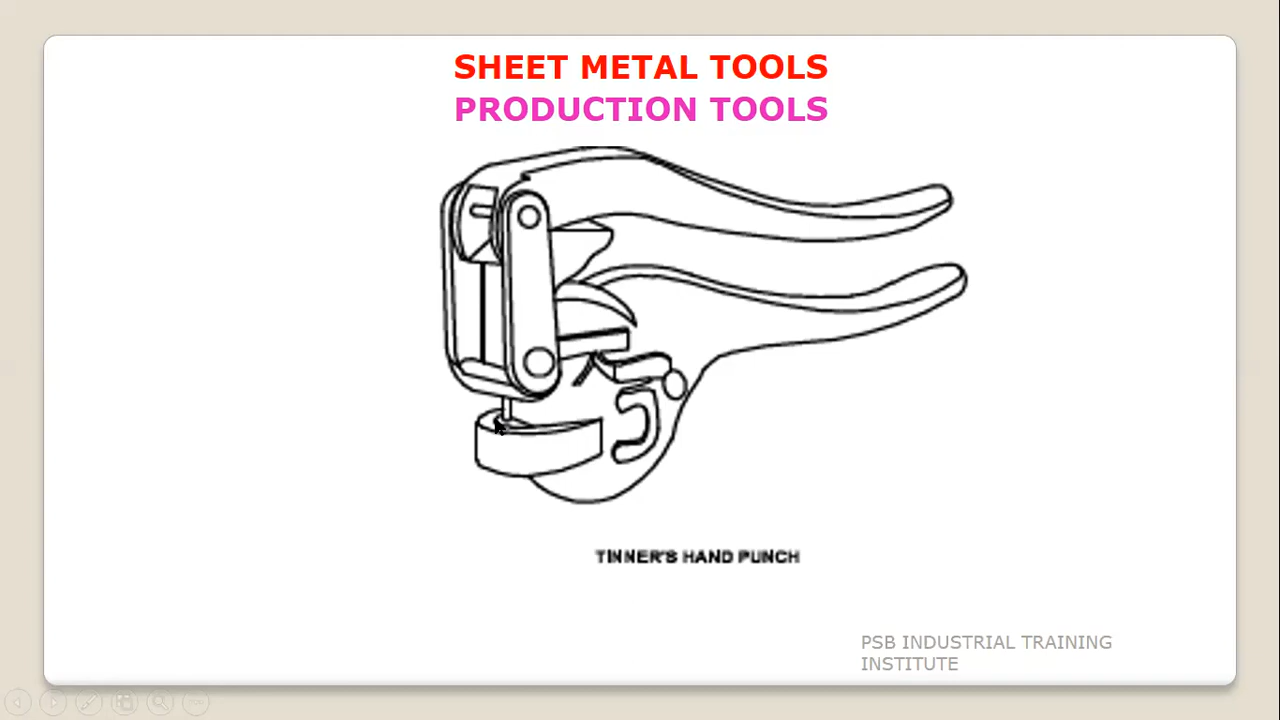 SHEET METAL TOOLS
PRODUCTION TOOLS
TINNER'S HAND PUNCH
PSB INDUSTRIAL TRAINING
INSTITUTE